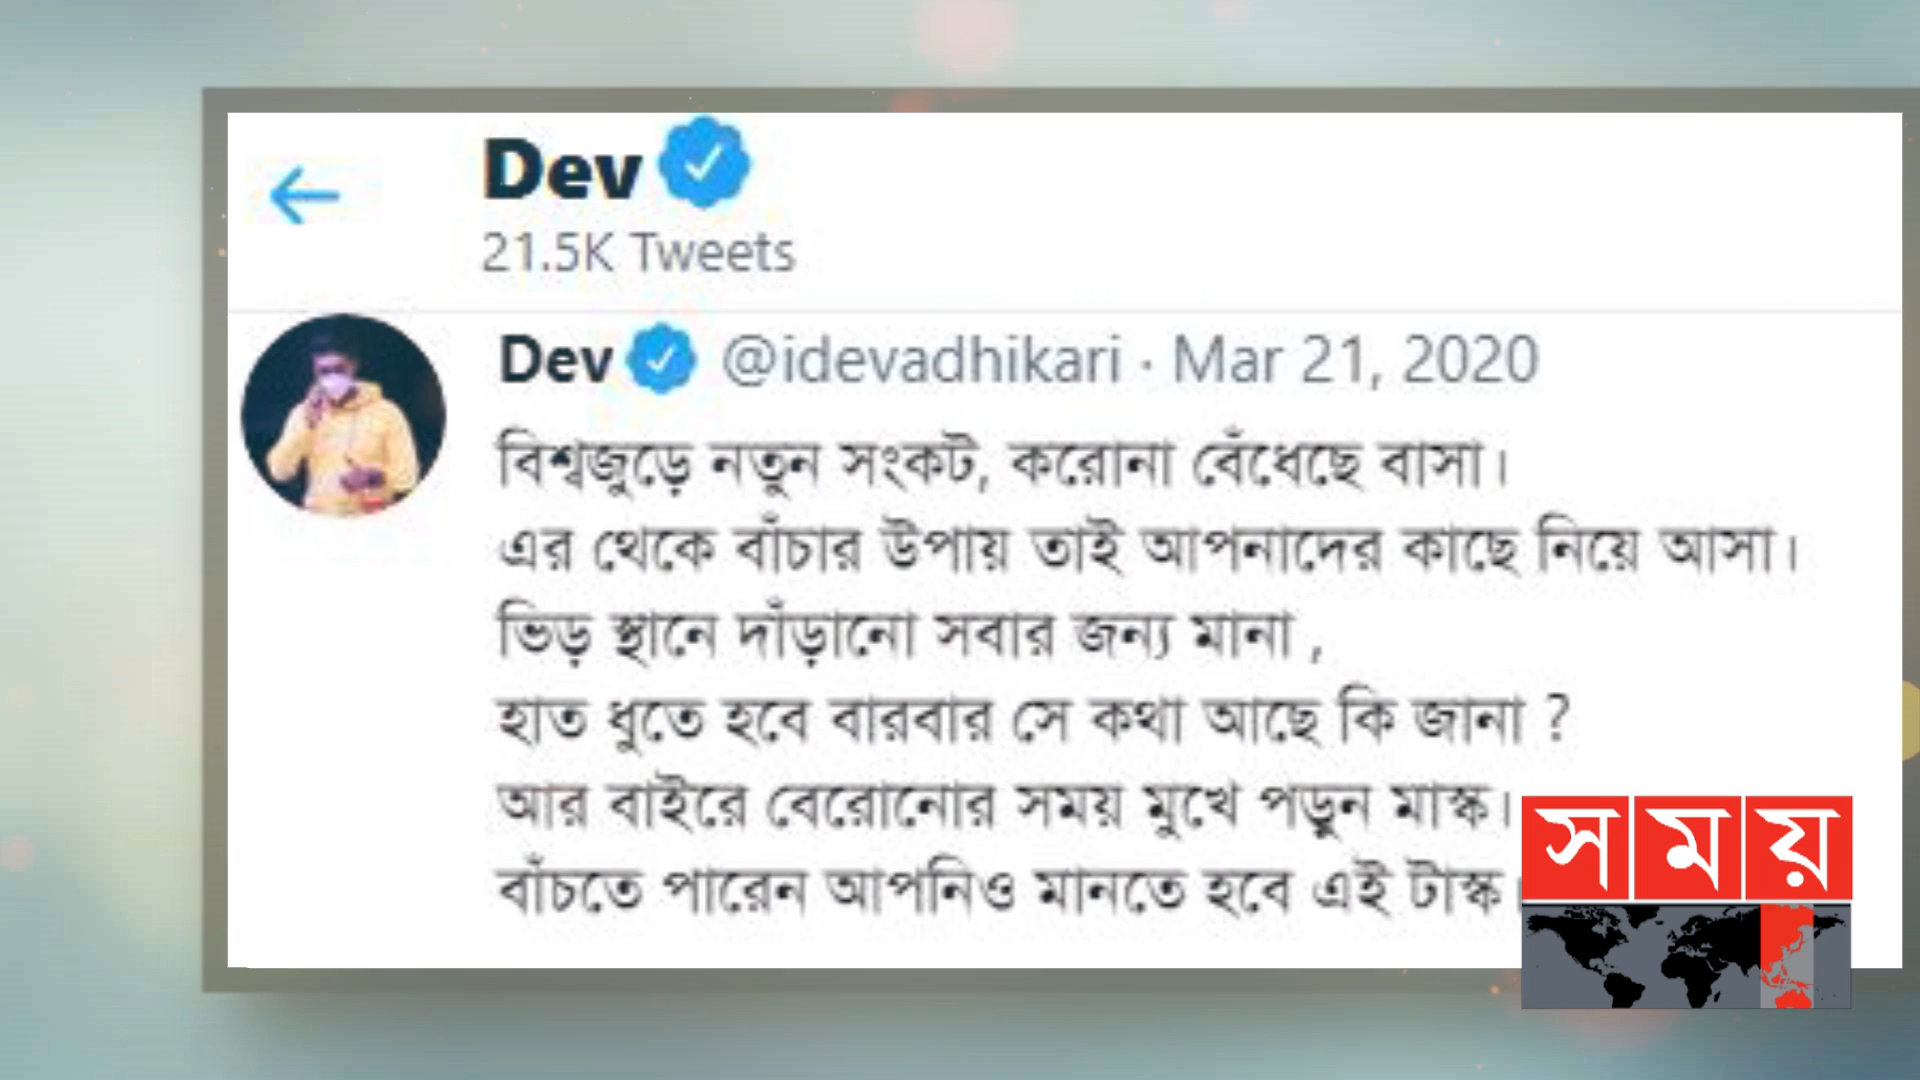 Dev
21.5K Tweets
Dev @idevadhikari · Mar 21, 2020
বিশ্বজুড়ে নতুন সংকট, করোনা বেঁধেছে বাসা।
এর থেকে বাঁচার উপায় তাই আপনাদের কাছে নিয়ে আসা।
ভিড় স্থানে দাঁড়ানো সবার জন্য মানা ,
হাত ধুতে হবে বারবার সে কথা আছে কি জানা ?
আর বাইরে বেরোনোর সময় মুখে পড়ুন মাস্ক।
বাঁচতে পারেন আপনিও মানতে হবে এই টাস্ক।
সময়